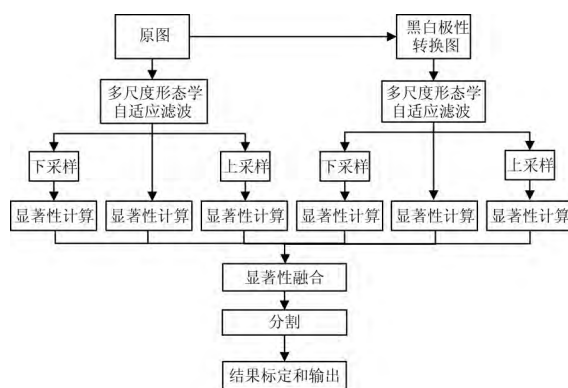 原图
黑白极性
转换图
多尺度形态学
自适应滤波
多尺度形态学
自适应滤波
下采样
上采样
下采样
上采样
显著性计算
显著性计算
显著性计算
显著性计算
显著性计算
显著性计算
显著性融合
分割
结果标定和输出